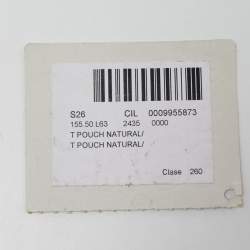 S26 CIL 0009955873
155.50.L63 2435 0000
T POUCH NATURAL/
T POUCH NATURAL/
Clase 260